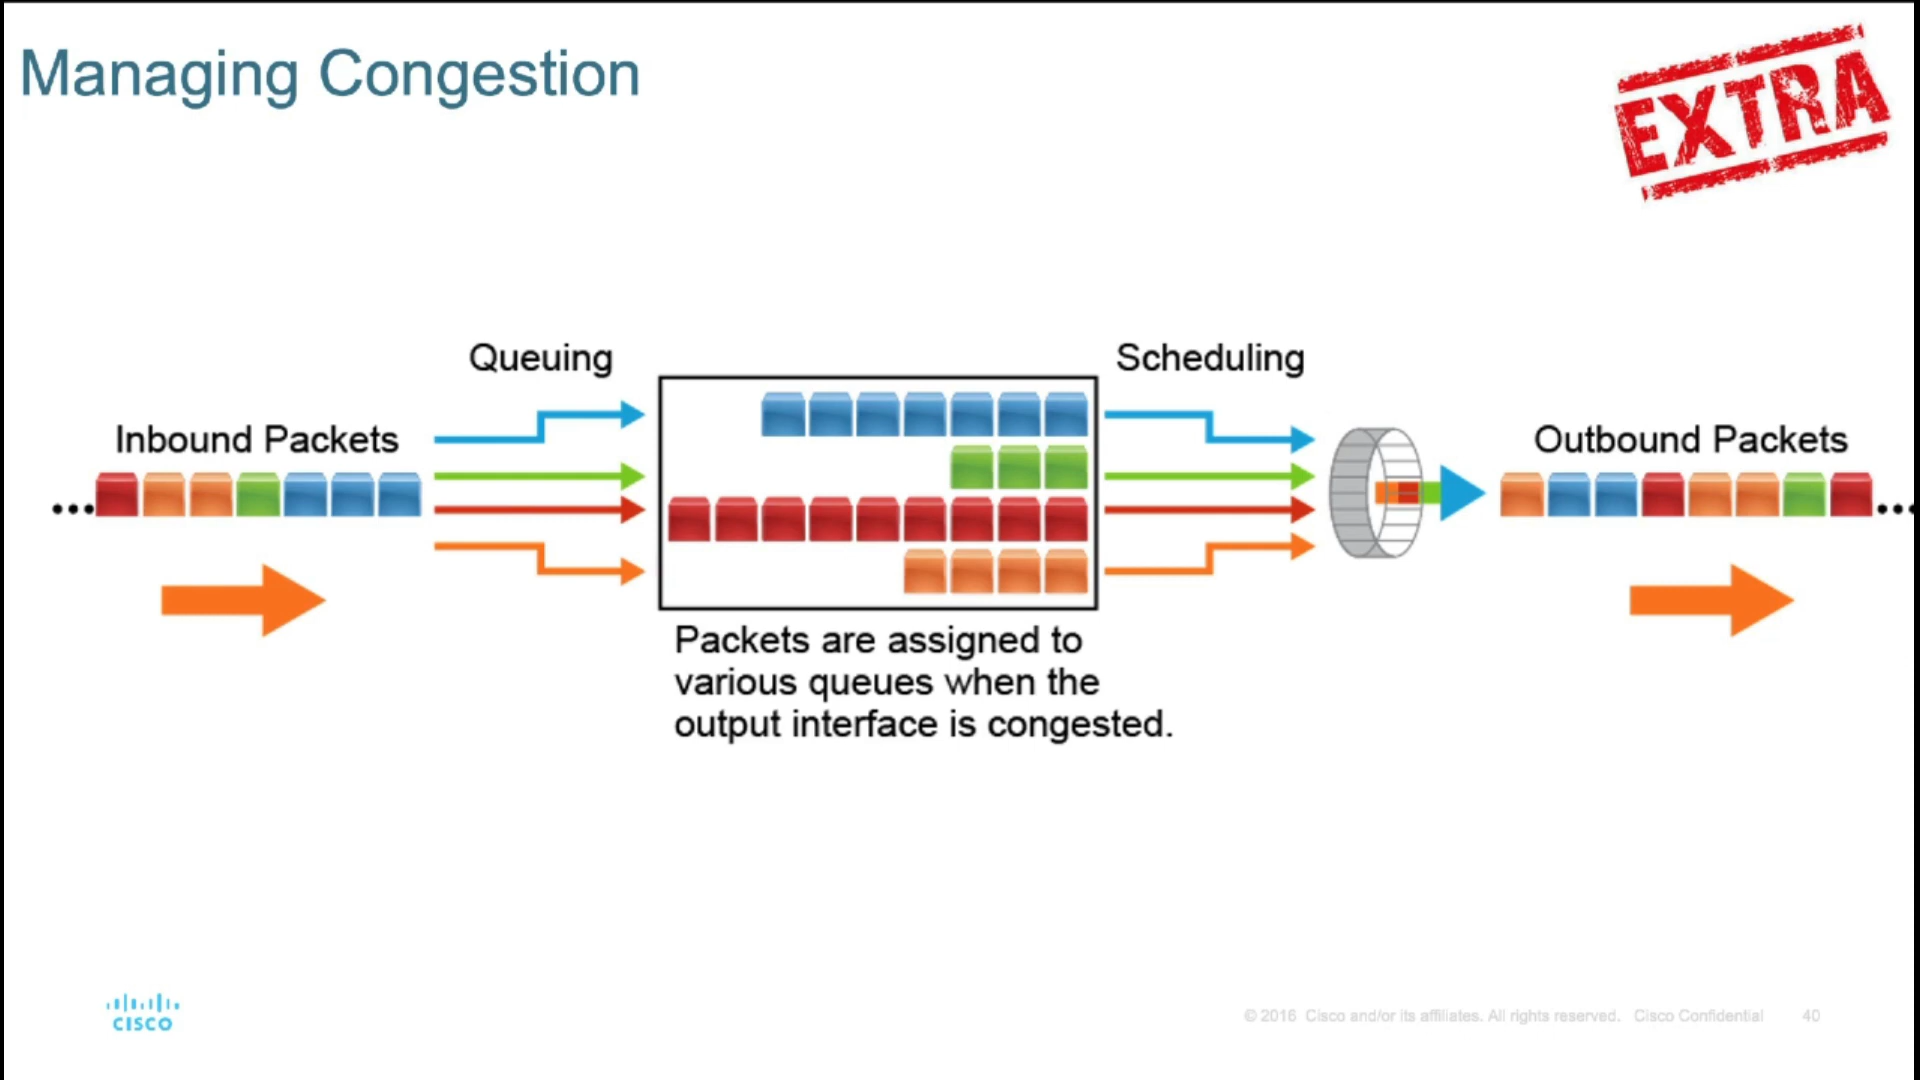 Managing Congestion
EXTRA
Queuing
Scheduling
Inbound Packets
Outbound Packets
Packets are assigned to
various queues when the
output interface is congested.
CISCO
© 2016 Cisco and/or its affiliates. All rights reserved. Cisco Confidential 40